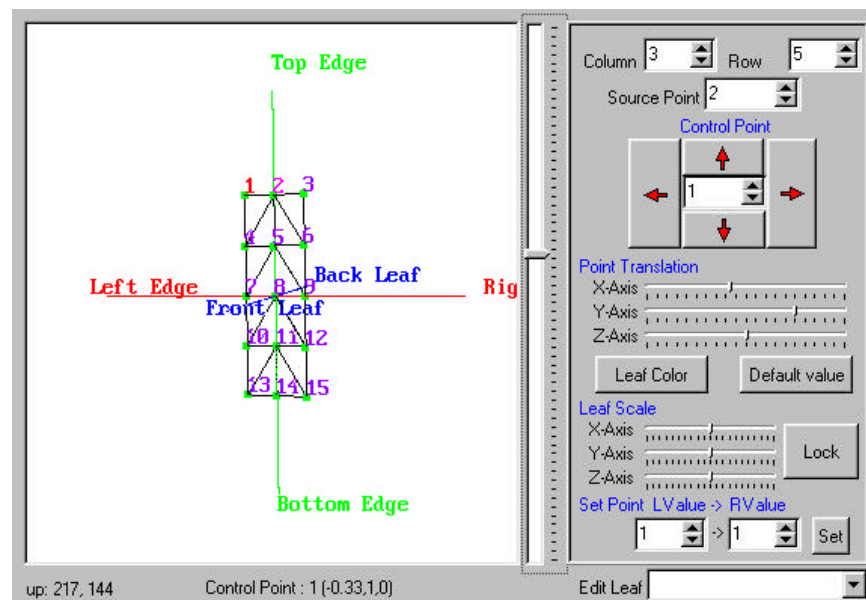 Top Edge
1 2 3
4 5 6
Back Leaf
Left Edge 7 8 9 Rig
Front Leaf
10 11 12
13 14 15
Bottom Edge
up: 217, 144 Control Point : 1 (-0.33,1,0)
Column 3 Row 5
Source Point 2
Control Point
1
Point Translation
X-Axis
Y-Axis
Z-Axis
Leaf Color Default value
Leaf Scale
X-Axis
Y-Axis
Z-Axis
Lock
Set Point LValue -> RValue
1 -> 1 Set
Edit Leaf